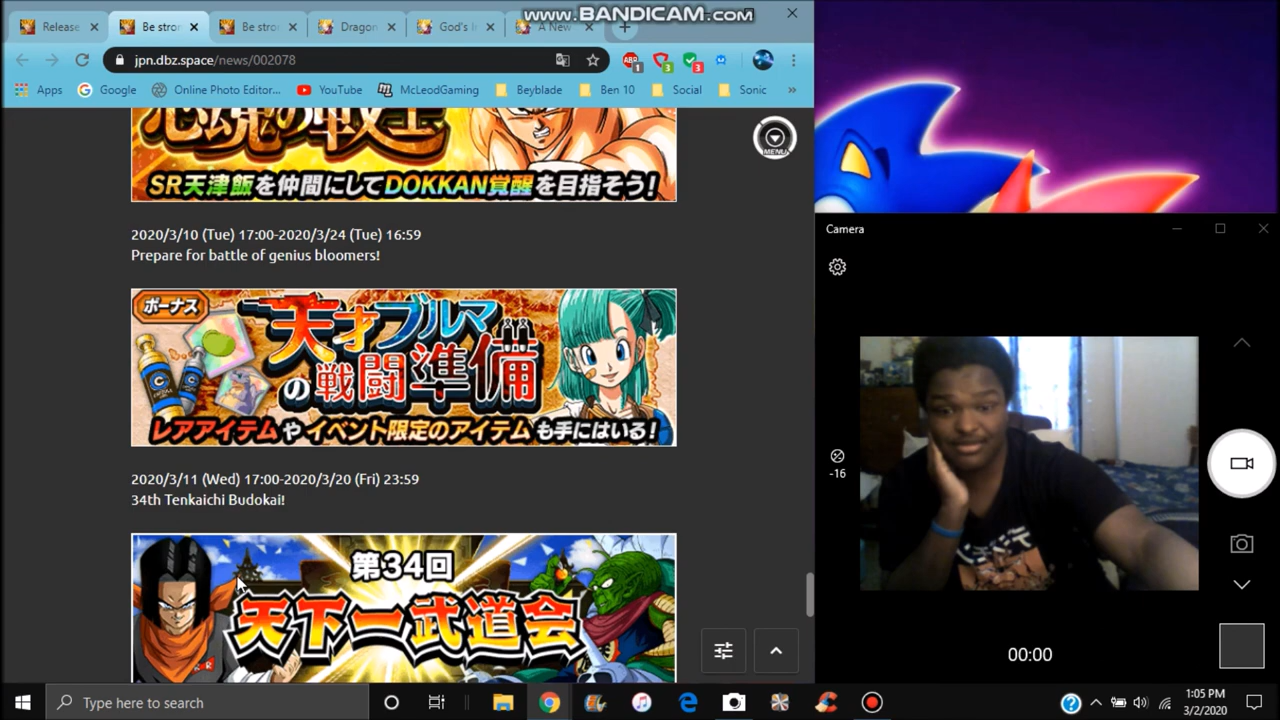 www.BANDICAM.com
Release
Be stron
Be stron
Dragon
God's I
A New
jpn.dbz.space/news/002078
ABP
1
3
3
Apps
Google
Online Photo Editor...
YouTube
McLeodGaming
Beyblade
Ben 10
Social
Sonic
»
MENU
SR天津飯を仲間にしてDOKKAN覚醒を目指そう!
2020/3/10 (Tue) 17:00-2020/3/24 (Tue) 16:59
Prepare for battle of genius bloomers!
ボーナス
天才ブルマ
の戦闘準備
レアアイテムやイベント限定のアイテムも手にはいる!
2020/3/11 (Wed) 17:00-2020/3/20 (Fri) 23:59
34th Tenkaichi Budokai!
第34回
天下一武道会
Camera
-16
00:00
Type here to search
1:05 PM
3/2/2020